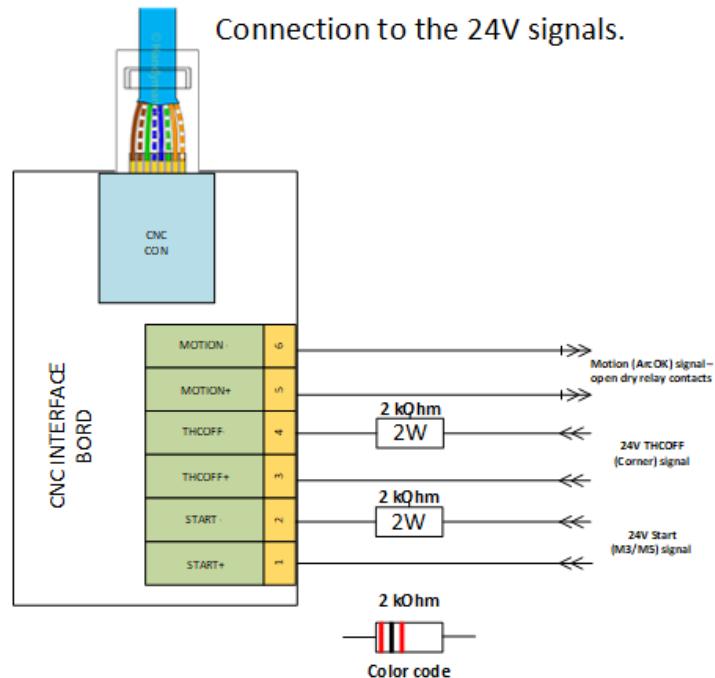 Connection to the 24V signals.
CNC
CON
CNC INTERFACE
BORD
MOTION -
6
MOTION+
5
THCOFF-
4
THCOFF+
3
START -
2
START+
1
Motion (ArcOK) signal–
open dry relay contacts
2 kOhm
2W
24V THCOFF
(Corner) signal
2 kOhm
2W
24V Start
(M3/M5) signal
2 kOhm
Color code